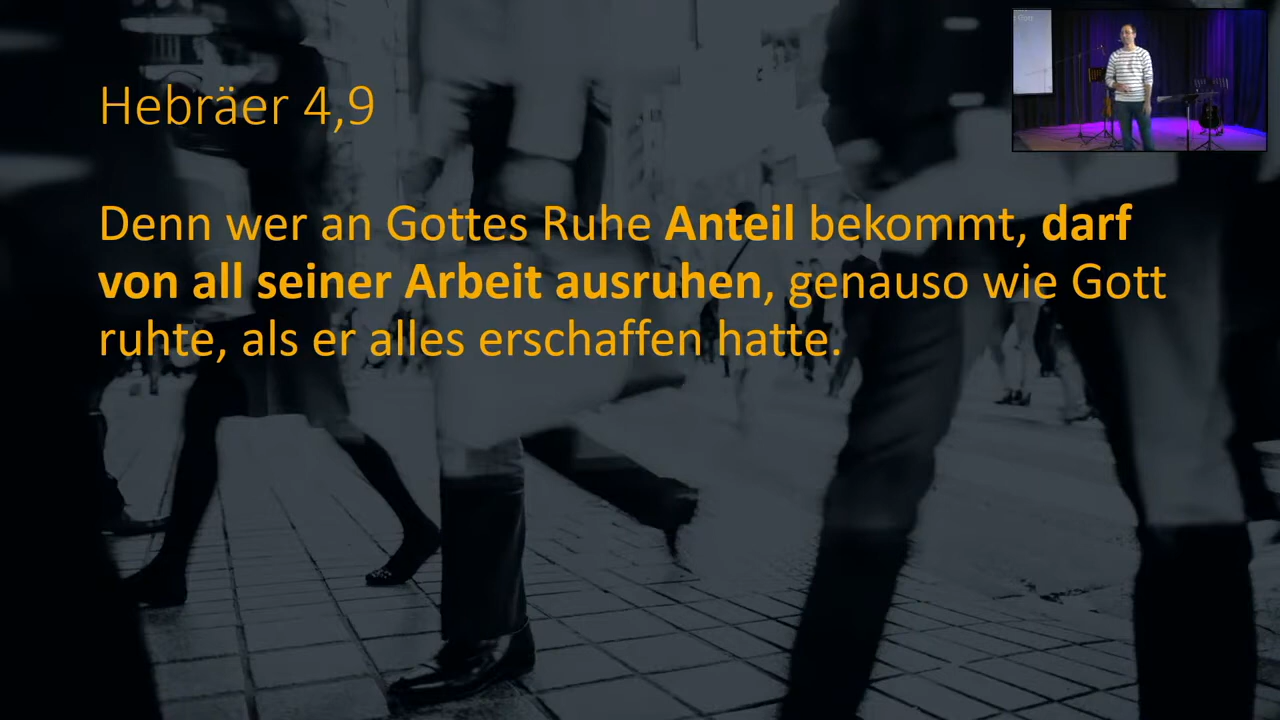 Hebräer 4,9
Denn wer an Gottes Ruhe Anteil bekommt, darf
von all seiner Arbeit ausruhen, genauso wie Gott
ruhte, als er alles erschaffen hatte.
Gott